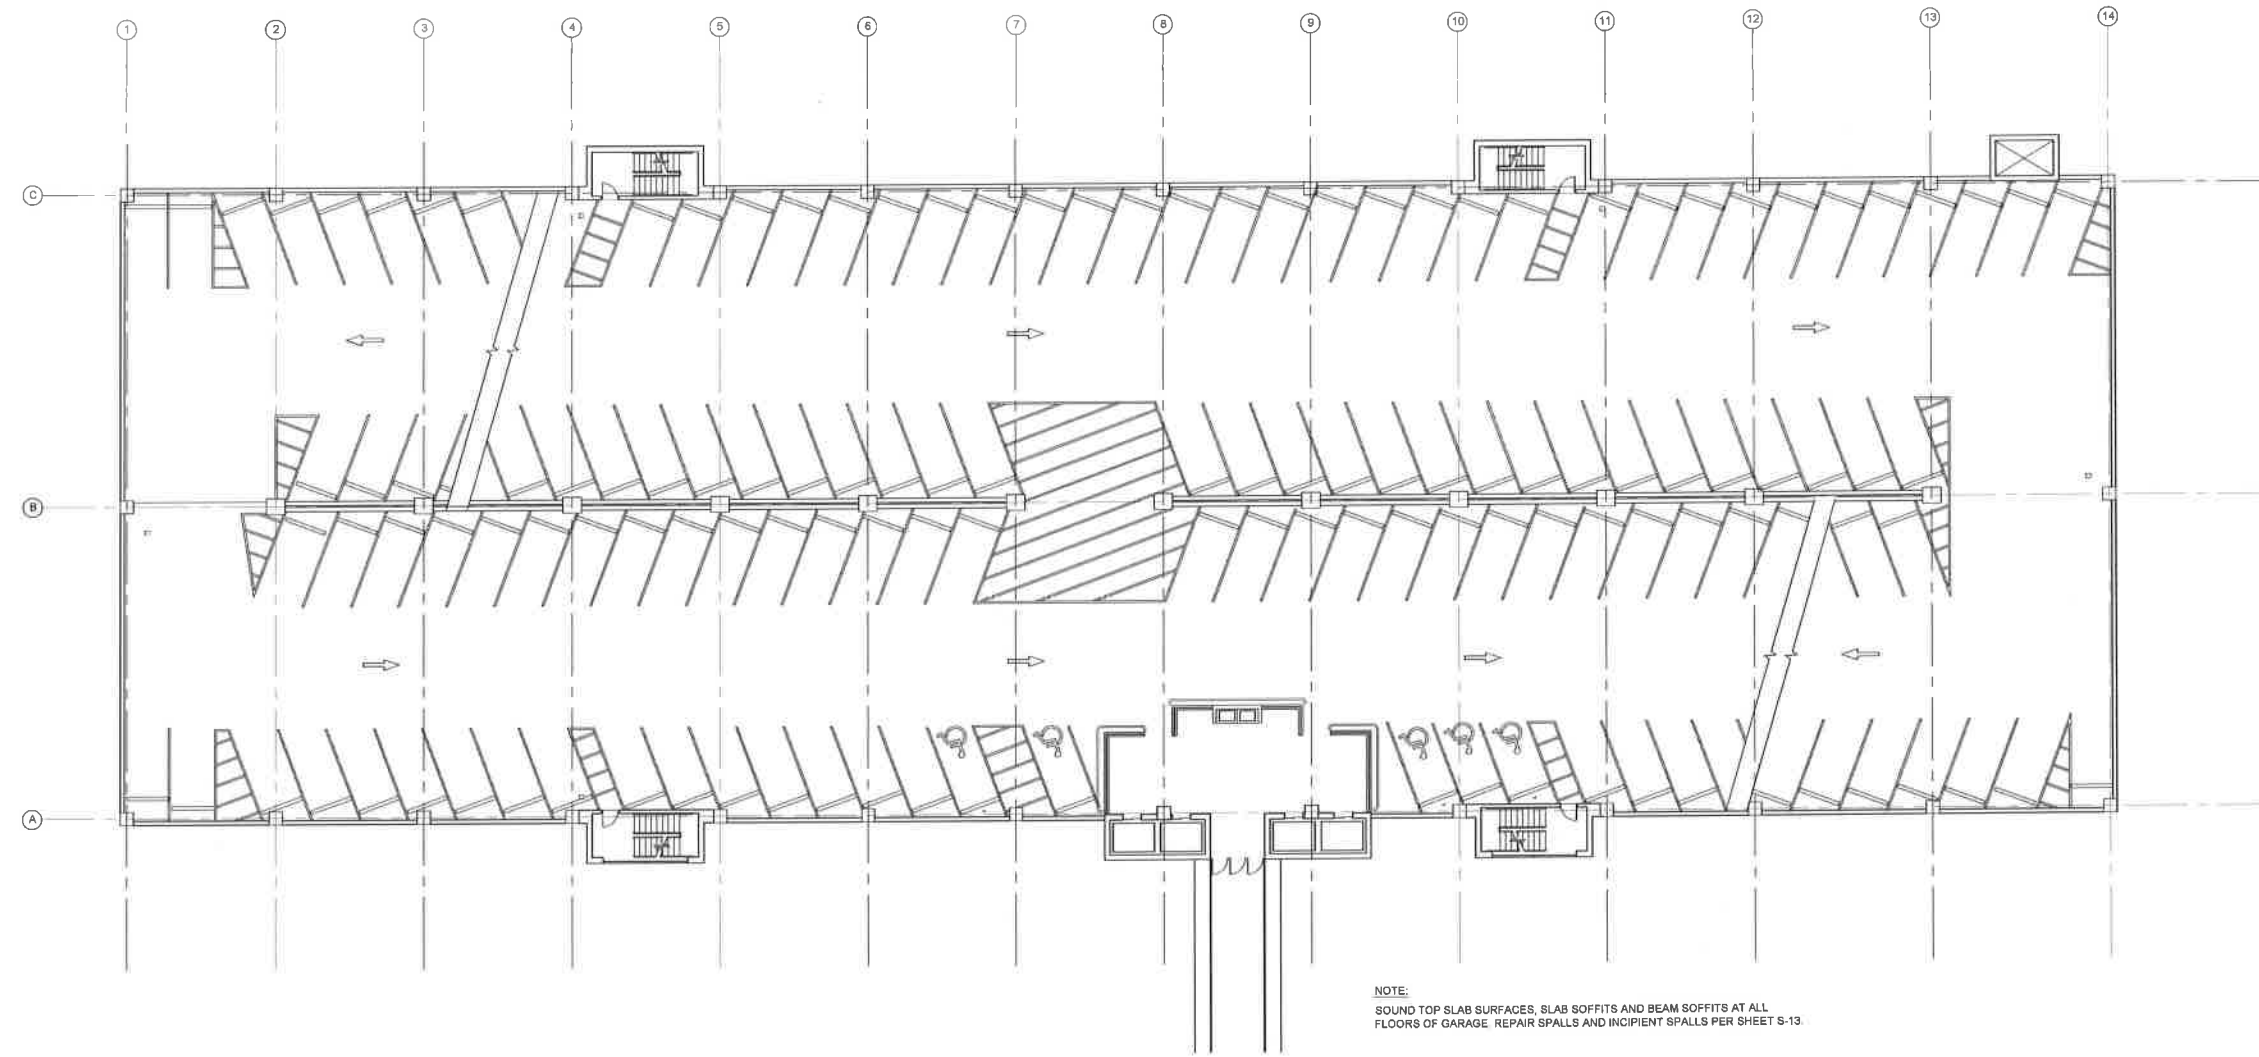 1 2 3 4 5 6 7 8 9 10 11 12 13 14
C
B
A
NOTE:
SOUND TOP SLAB SURFACES, SLAB SOFFITS AND BEAM SOFFITS AT ALL
FLOORS OF GARAGE. REPAIR SPALLS AND INCIPIENT SPALLS PER SHEET S-13.